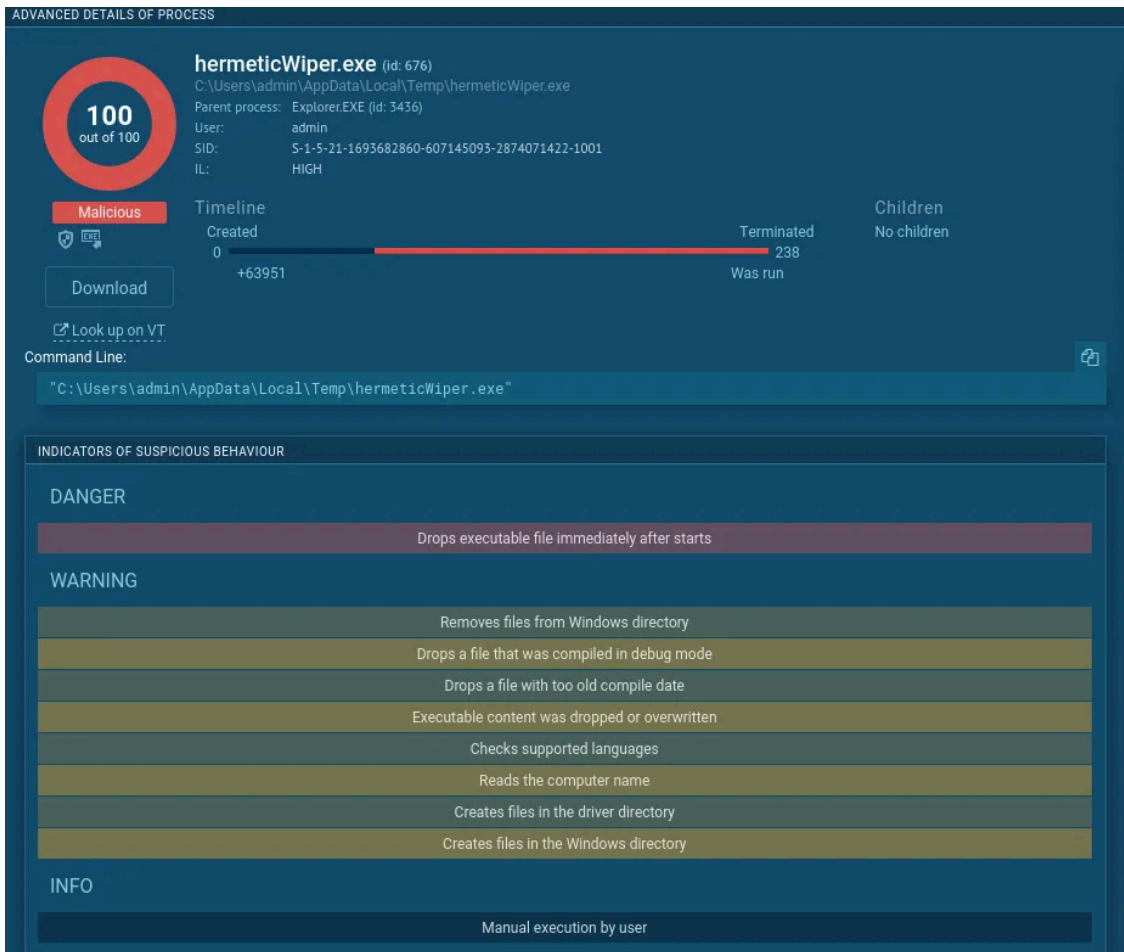 ADVANCED DETAILS OF PROCESS
100
out of 100
Malicious
EXE
Download
Look up on VT
hermeticWiper.exe (id: 676)
C:\Users\admin\AppData\Local\Temp\hermeticWiper.exe
Parent process: Explorer.EXE (id: 3436)
User: admin
SID: S-1-5-21-1693682860-607145093-2874071422-1001
IL: HIGH
Timeline
Created Terminated
0 238
+63951 Was run
Children
No children
Command Line:
"C:\Users\admin\AppData\Local\Temp\hermeticWiper.exe"
INDICATORS OF SUSPICIOUS BEHAVIOUR
DANGER
Drops executable file immediately after starts
WARNING
Removes files from Windows directory
Drops a file that was compiled in debug mode
Drops a file with too old compile date
Executable content was dropped or overwritten
Checks supported languages
Reads the computer name
Creates files in the driver directory
Creates files in the Windows directory
INFO
Manual execution by user